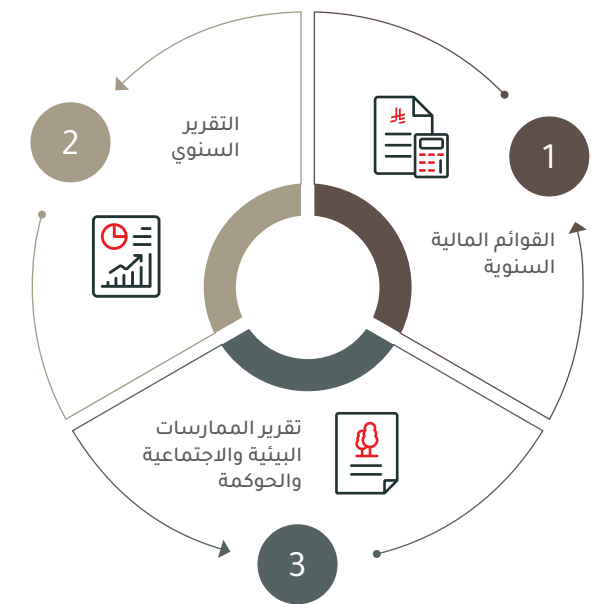 1
القوائم المالية
السنوية
2
التقرير
السنوي
3
تقرير الممارسات
البيئية والاجتماعية
والحوكمة